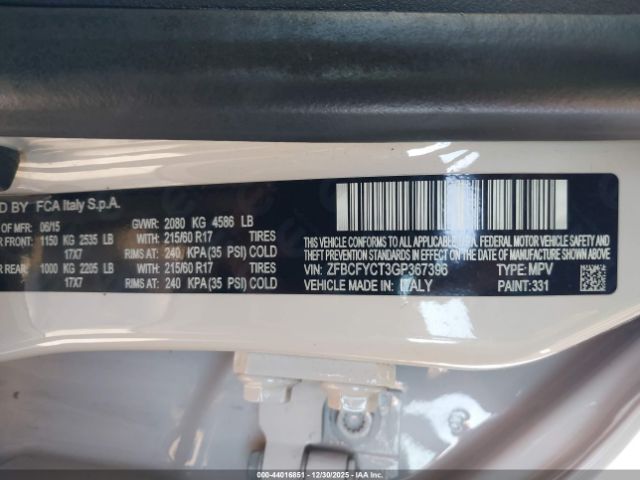 D BY FCA Italy S.p.A.
OF MFR: 06/15 GVWR: 2080 KG 4586 LB
R FRONT: 1150 KG 2535 LB WITH: 215/60 R17 TIRES
17X7 RIMS AT: 240 KPA(35 PSI) COLD
R REAR: 1000 KG 2205 LB WITH: 215/60 R17 TIRES
17X7 RIMS AT: 240 KPA(35 PSI) COLD
THIS VEHICLE CONFORMS TO ALL APPLICABLE
U.S.A. FEDERAL MOTOR VEHICLE SAFETY, BUMPER, AND
THEFT PREVENTION STANDARDS IN EFFECT ON THE
DATE OF MANUFACTURE SHOWN ABOVE.
VIN: ZFBCFYCT3GP367396 TYPE: MPV
VEHICLE MADE IN: ITALY PAINT: 331
000-44016851 - 12/30/2025 - IAAI.COM